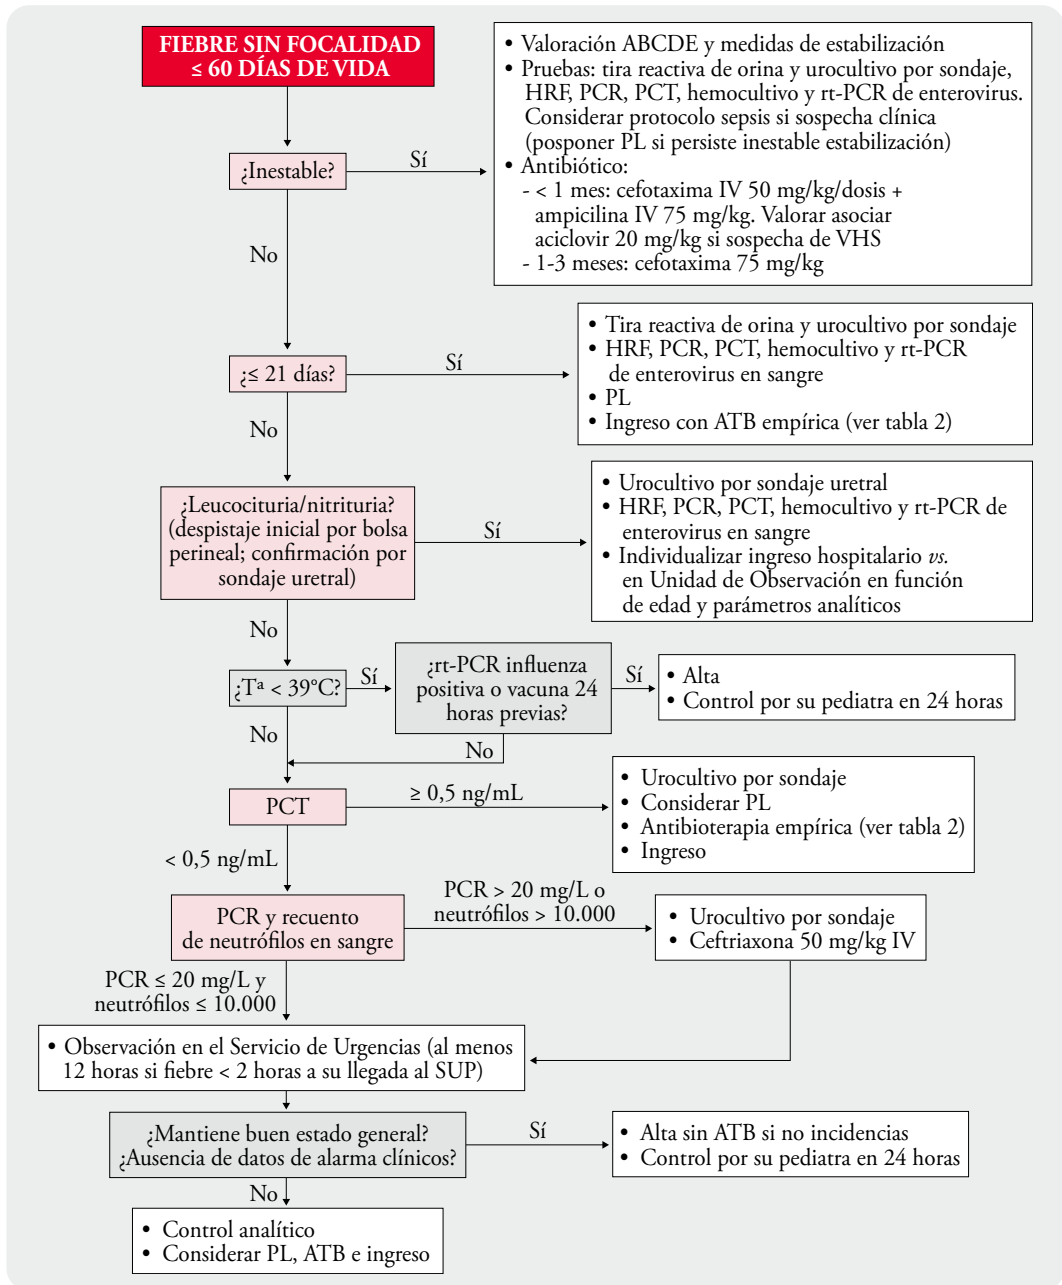 FIEBRE SIN FOCALIDAD
≤ 60 DÍAS DE VIDA
• Valoración ABCDE y medidas de estabilización
• Pruebas: tira reactiva de orina y urocultivo por sondaje,
HRF, PCR, PCT, hemocultivo y rt-PCR de enterovirus.
Considerar protocolo sepsis si sospecha clínica
(posponer PL si persiste inestable estabilización)
• Antibiótico:
- < 1 mes: cefotaxima IV 50 mg/kg/dosis +
ampicilina IV 75 mg/kg. Valorar asociar
aciclovir 20 mg/kg si sospecha de VHS
- 1-3 meses: cefotaxima 75 mg/kg
¿Inestable?
Sí
No
• Tira reactiva de orina y urocultivo por sondaje
• HRF, PCR, PCT, hemocultivo y rt-PCR
de enterovirus en sangre
• PL
• Ingreso con ATB empírica (ver tabla 2)
¿≤ 21 días?
Sí
No
¿Leucocituria/nitrituria?
(despistaje inicial por bolsa
perineal; confirmación por
sondaje uretral)
Sí
• Urocultivo por sondaje uretral
• HRF, PCR, PCT, hemocultivo y rt-PCR de
enterovirus en sangre
• Individualizar ingreso hospitalario vs.
en Unidad de Observación en función
de edad y parámetros analíticos
No
¿Tª < 39°C?
Sí
¿rt-PCR influenza
positiva o vacuna 24
horas previas?
Sí
• Alta
• Control por su pediatra en 24 horas
No
No
PCT
≥ 0,5 ng/mL
• Urocultivo por sondaje
• Considerar PL
• Antibioterapia empírica (ver tabla 2)
• Ingreso
< 0,5 ng/mL
PCR y recuento
de neutrófilos en sangre
PCR > 20 mg/L o
neutrófilos > 10.000
• Urocultivo por sondaje
• Ceftriaxona 50 mg/kg IV
PCR ≤ 20 mg/L y
neutrófilos ≤ 10.000
• Observación en el Servicio de Urgencias (al menos
12 horas si fiebre < 2 horas a su llegada al SUP)
¿Mantiene buen estado general?
¿Ausencia de datos de alarma clínicos?
Sí
• Alta sin ATB si no incidencias
• Control por su pediatra en 24 horas
No
• Control analítico
• Considerar PL, ATB e ingreso